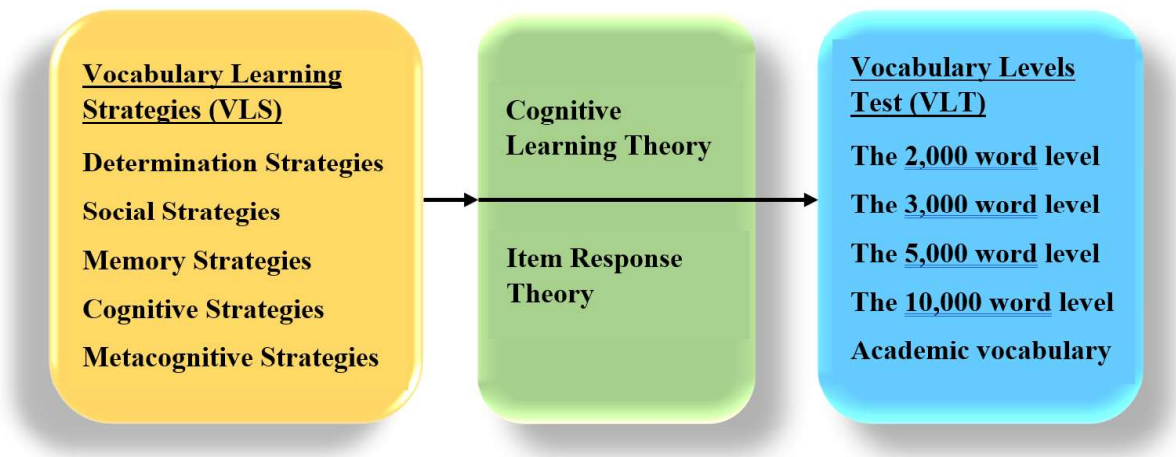 Vocabulary Learning
Strategies (VLS)
Determination Strategies
Social Strategies
Memory Strategies
Cognitive Strategies
Metacognitive Strategies
Cognitive
Learning Theory
Item Response
Theory
Vocabulary Levels
Test (VLT)
The 2,000 word level
The 3,000 word level
The 5,000 word level
The 10,000 word level
Academic vocabulary